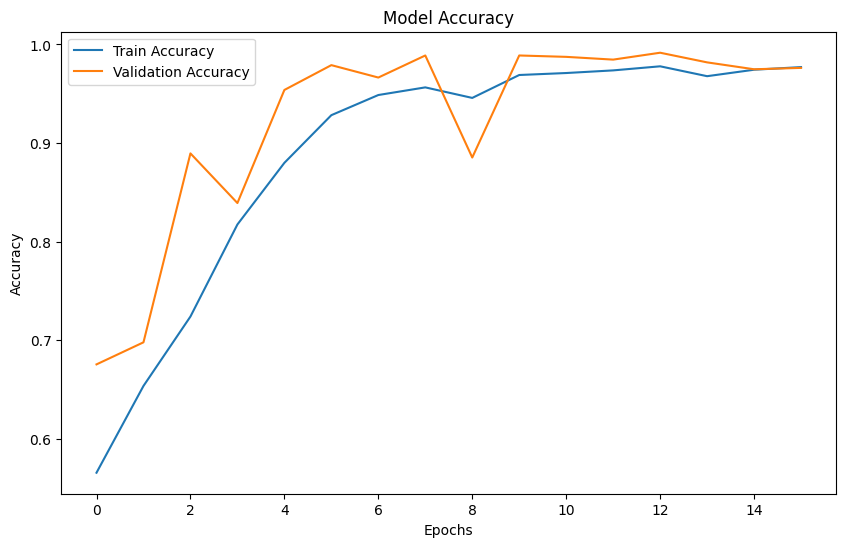 Model Accuracy
Train Accuracy
Validation Accuracy
Accuracy
1.0
0.9
0.8
0.7
0.6
0 2 4 6 8 10 12 14
Epochs